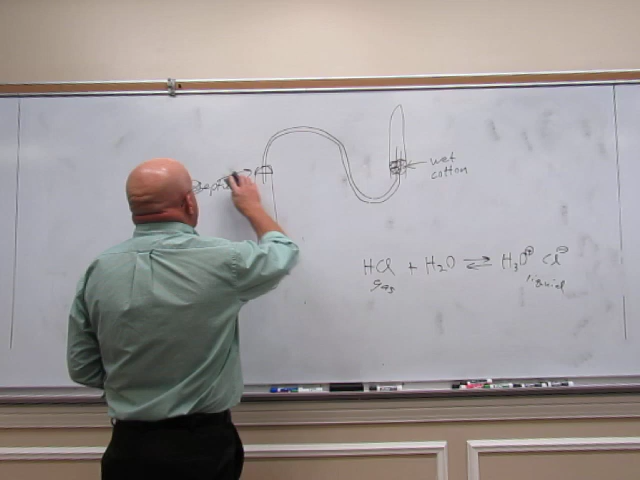 wet
cotton
HCl + H₂O ⇌ H₃O⊕ Cl⊖
gas liquid